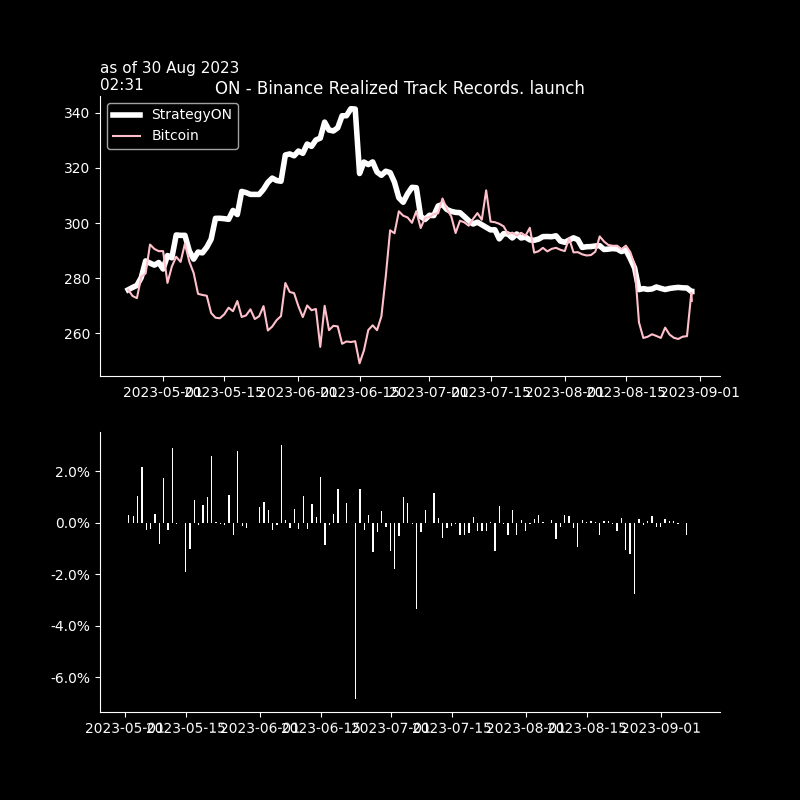 as of 30 Aug 2023
02:31
ON - Binance Realized Track Records. launch
StrategyON
Bitcoin
340
320
300
280
260
2023-05-01 2023-05-15 2023-06-01 2023-06-15 2023-07-01 2023-07-15 2023-08-01 2023-08-15 2023-09-01
2.0%
0.0%
-2.0%
-4.0%
-6.0%
2023-05-01 2023-05-15 2023-06-01 2023-06-15 2023-07-01 2023-07-15 2023-08-01 2023-08-15 2023-09-01